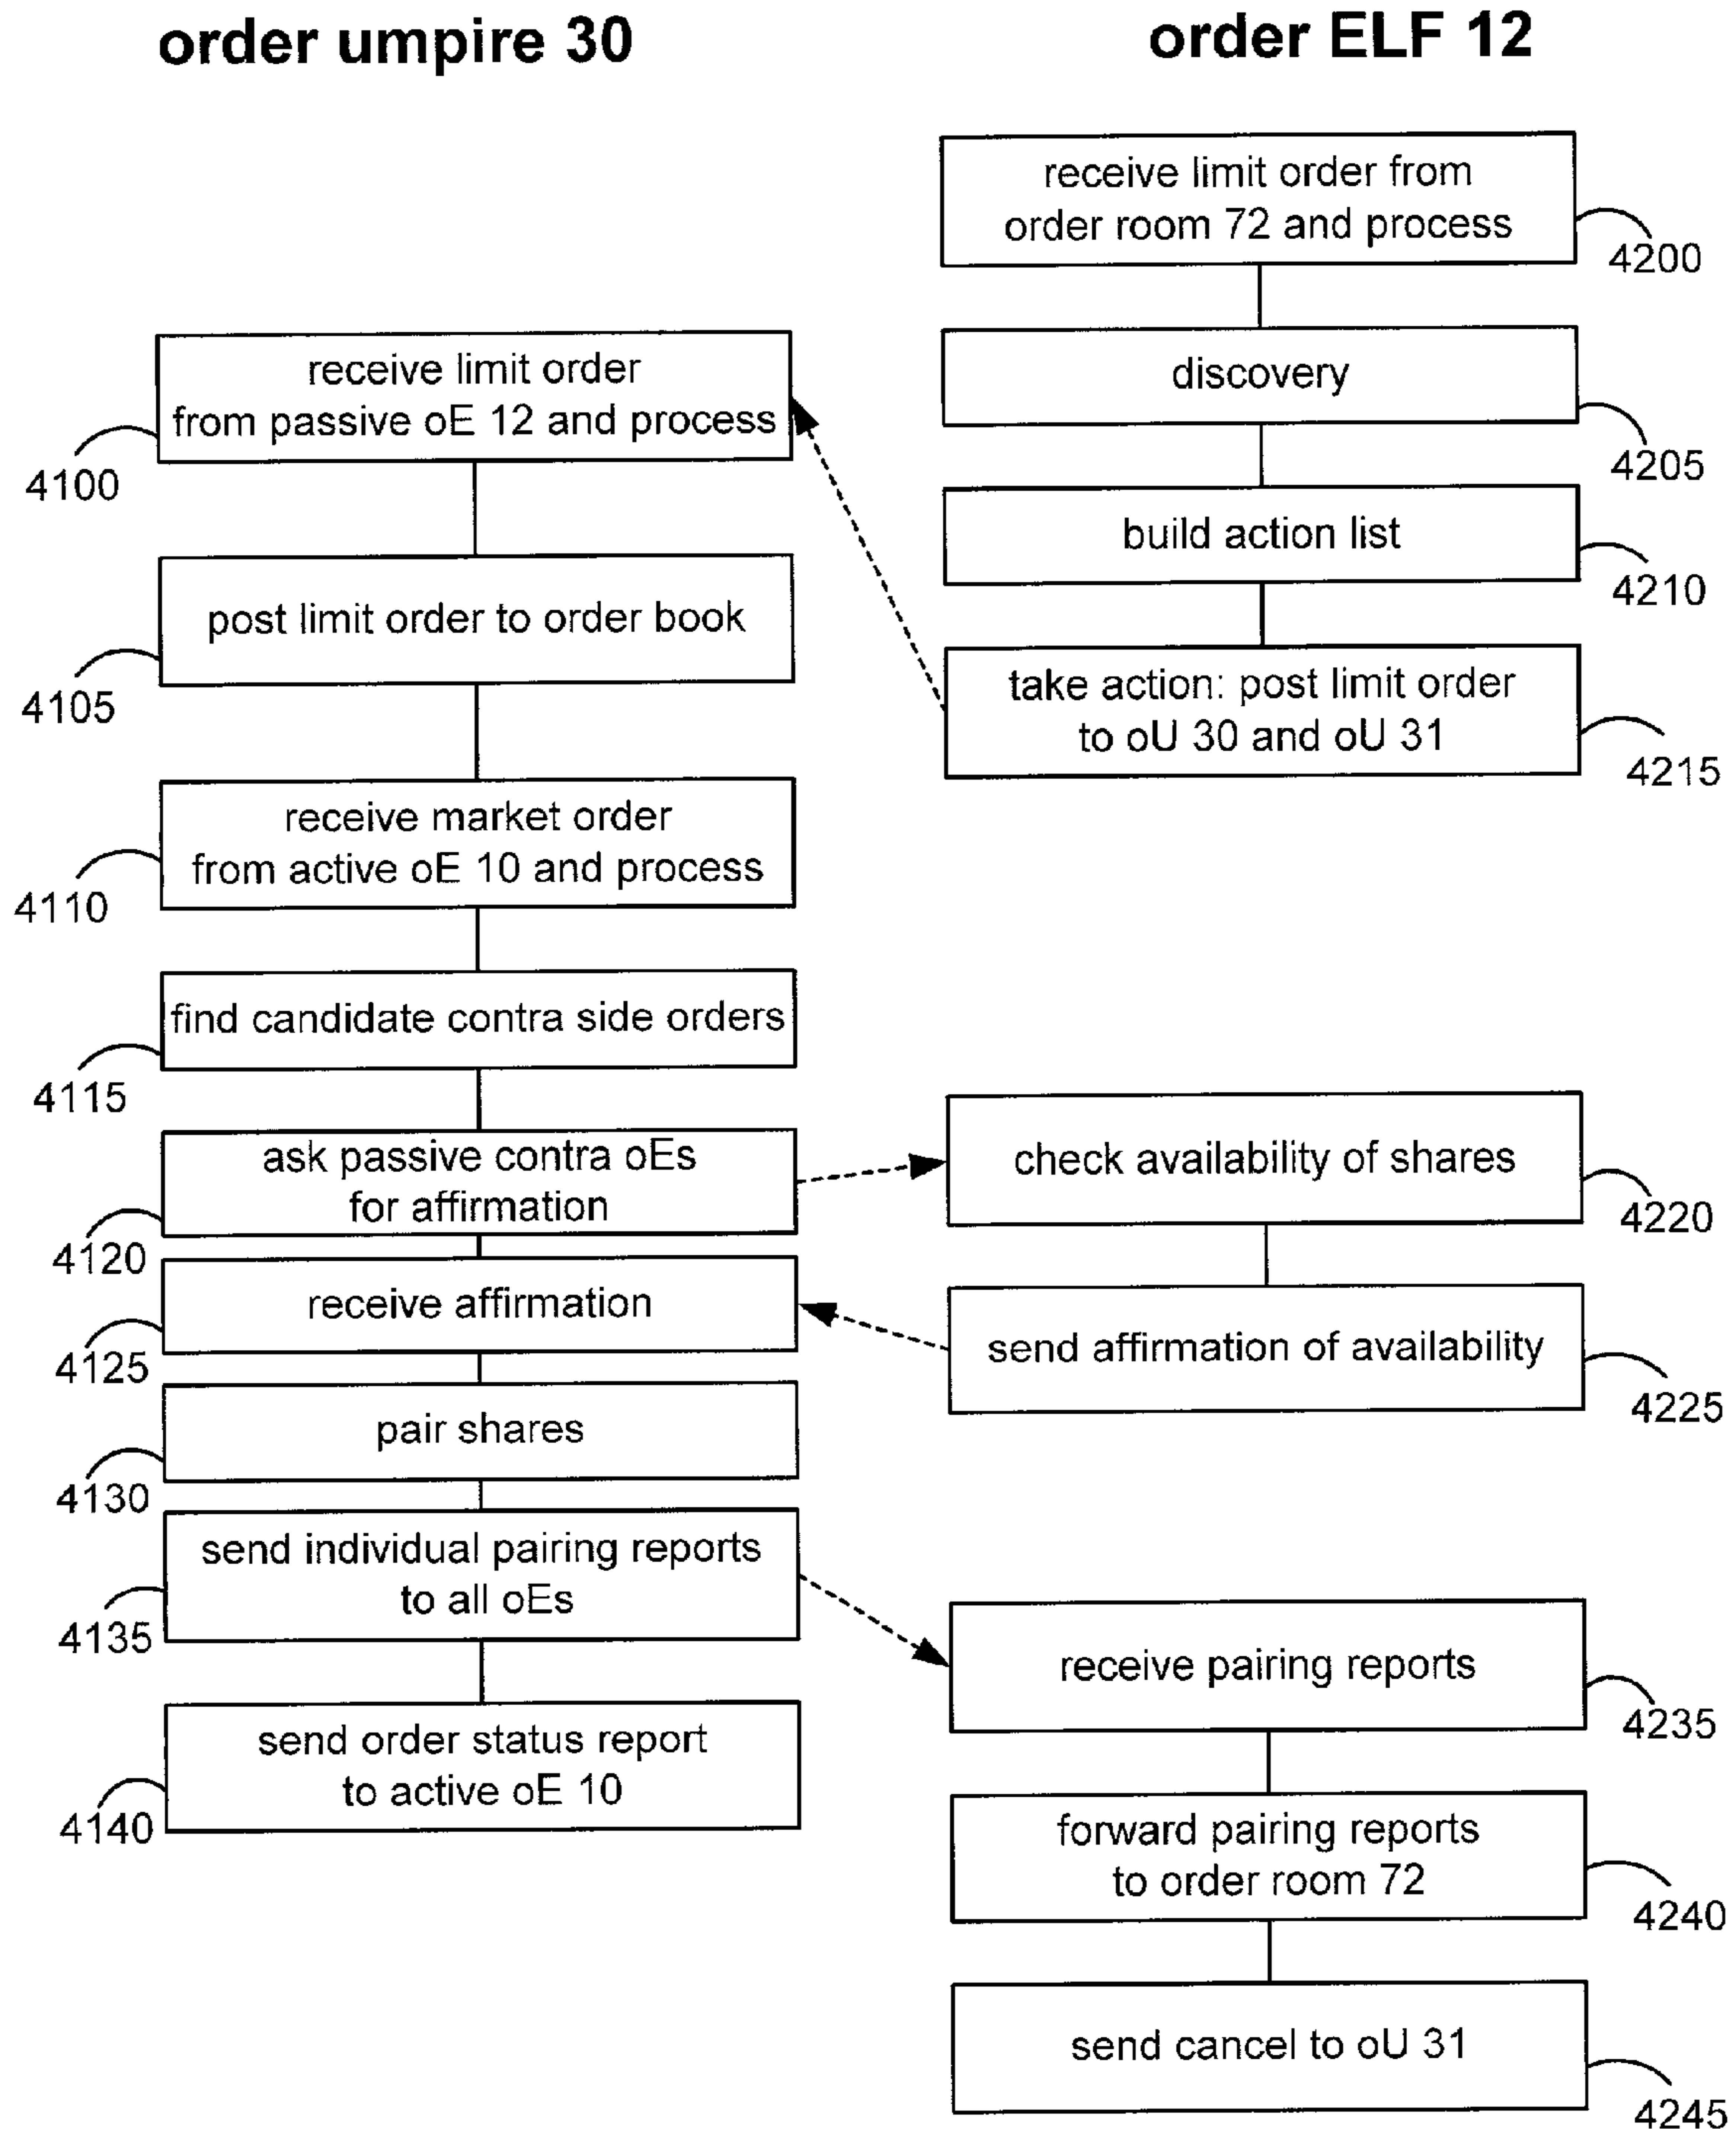 order umpire 30
order ELF 12
receive limit order from
order room 72 and process
4200
receive limit order
from passive oE 12 and process
4100
discovery
4205
build action list
4210
post limit order to order book
4105
take action: post limit order
to oU 30 and oU 31
4215
receive market order
from active oE 10 and process
4110
find candidate contra side orders
4115
ask passive contra oEs
for affirmation
4120
check availability of shares
4220
receive affirmation
4125
send affirmation of availability
4225
pair shares
4130
send individual pairing reports
to all oEs
4135
receive pairing reports
4235
send order status report
to active oE 10
4140
forward pairing reports
to order room 72
4240
send cancel to oU 31
4245